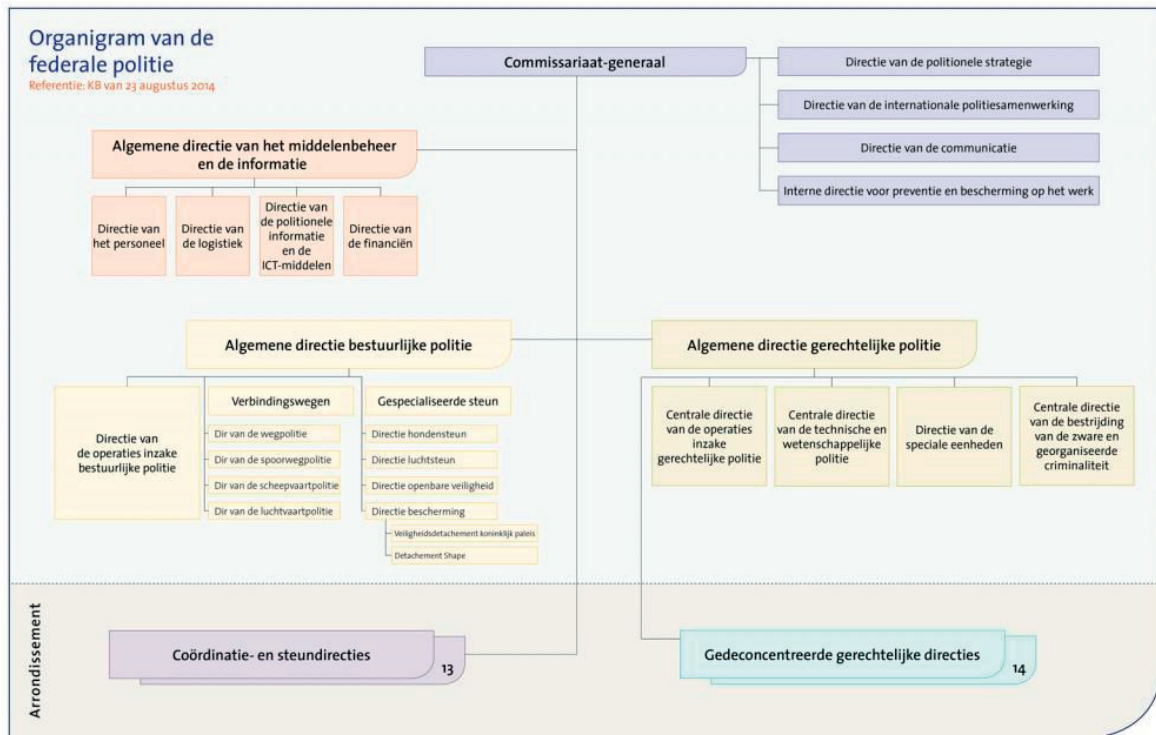 Organigram van de
federale politie
Referentie: KB van 23 augustus 2014
Commissariaat-generaal
Directie van de politionele strategie
Directie van de internationale politiesamenwerking
Directie van de communicatie
Interne directie voor preventie en bescherming op het werk
Algemene directie van het middelenbeheer
en de informatie
Directie van
het personeel
Directie van
de logistiek
Directie van
de politionele
informatie
en de
ICT-middelen
Directie van
de financiën
Algemene directie bestuurlijke politie
Directie van
de operaties inzake
bestuurlijke politie
Verbindingswegen
Dir van de wegpolitie
Dir van de spoorwegpolitie
Dir van de scheepvaartpolitie
Dir van de luchtvaartpolitie
Gespecialiseerde steun
Directie hondensteun
Directie luchtsteun
Directie openbare veiligheid
Directie bescherming
Veiligheidsdetachement koninklijk paleis
Detachement Shape
Algemene directie gerechtelijke politie
Centrale directie
van de operaties
inzake
gerechtelijke politie
Centrale directie
van de technische en
wetenschappelijke
politie
Directie van de
speciale eenheden
Centrale directie
van de bestrijding
van de zware en
georganiseerde
criminaliteit
Arrondissement
Coördinatie- en steundirecties
13
Gedeconcentreerde gerechtelijke directies
14